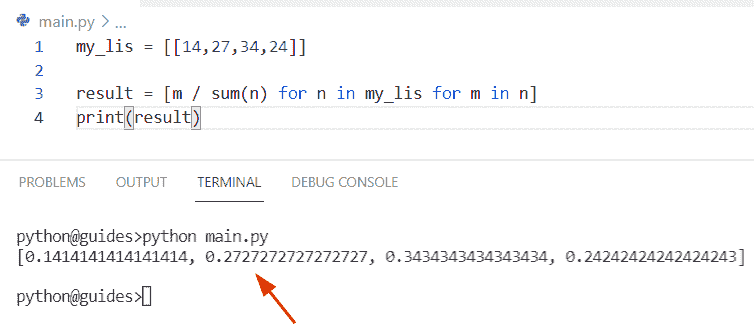 main.py > ...
1 my_lis = [[14,27,34,24]]
2
3 result = [m / sum(n) for n in my_lis for m in n]
4 print(result)
PROBLEMS OUTPUT TERMINAL DEBUG CONSOLE
python@guides>python main.py
[0.1414141414141414, 0.2727272727272727, 0.3434343434343434, 0.24242424242424243]
python@guides>